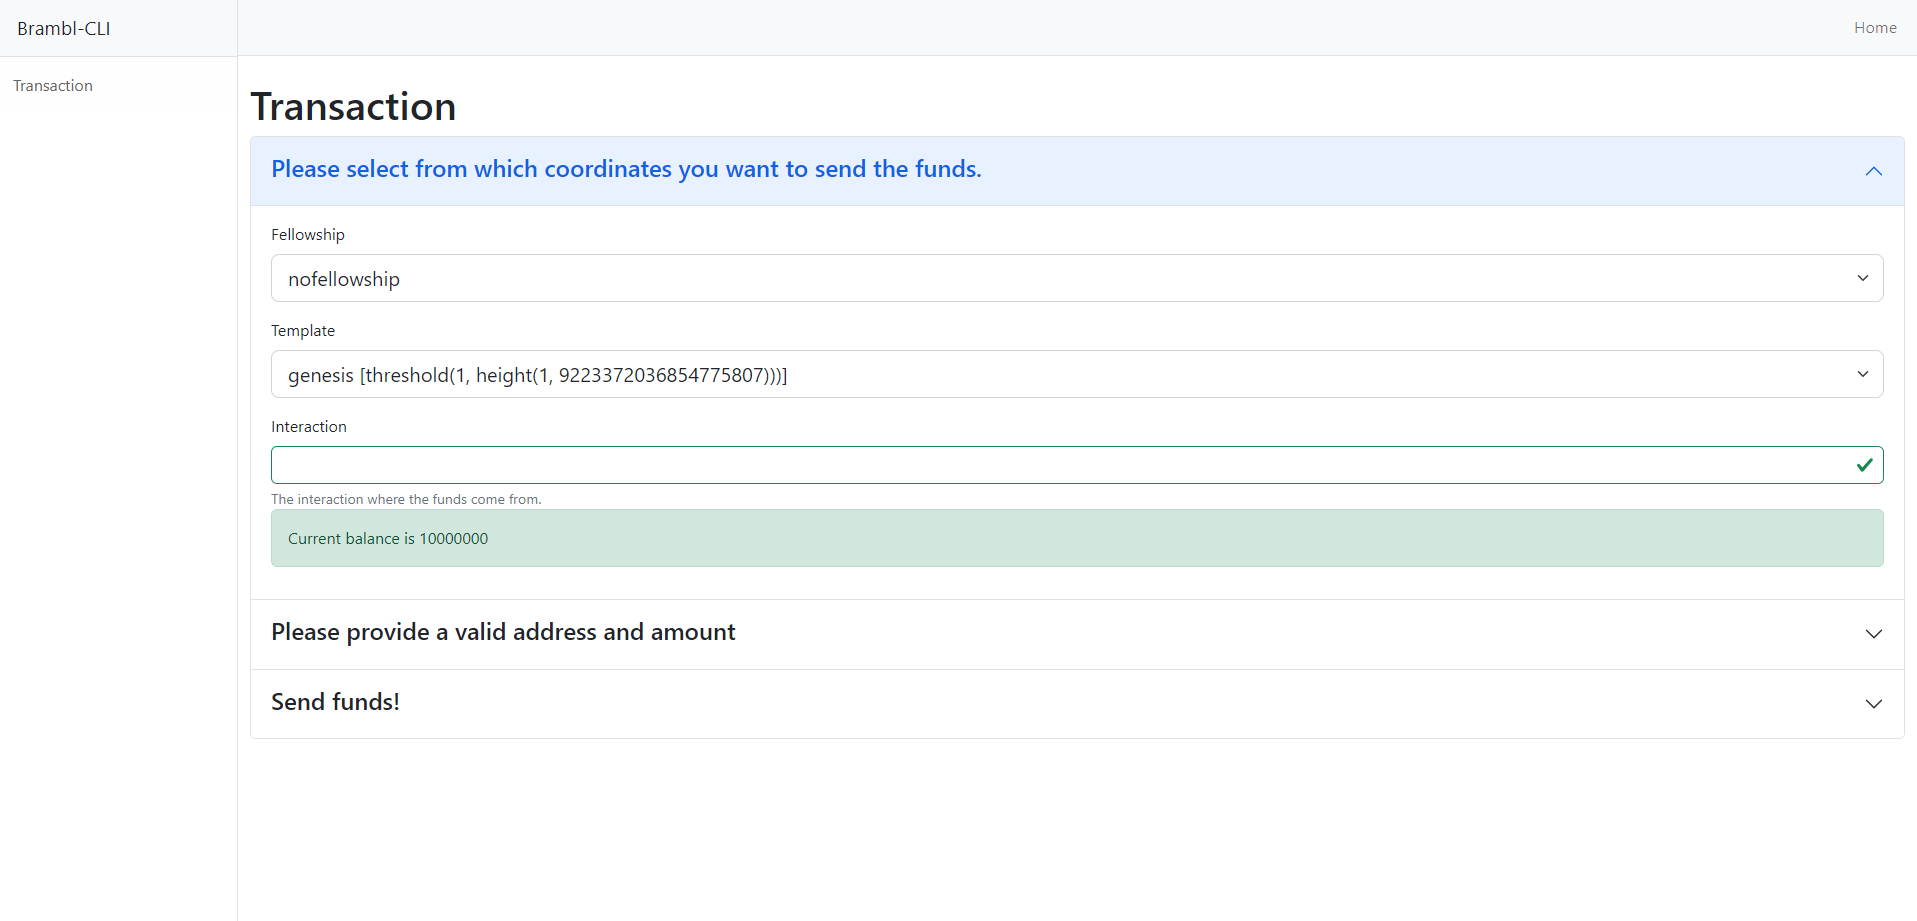 Brambl-CLI
Home
Transaction
Transaction
Please select from which coordinates you want to send the funds.
Fellowship
nofellowship
Template
genesis [threshold(1, height(1, 9223372036854775807)))]
Interaction
The interaction where the funds come from.
Current balance is 10000000
Please provide a valid address and amount
Send funds!